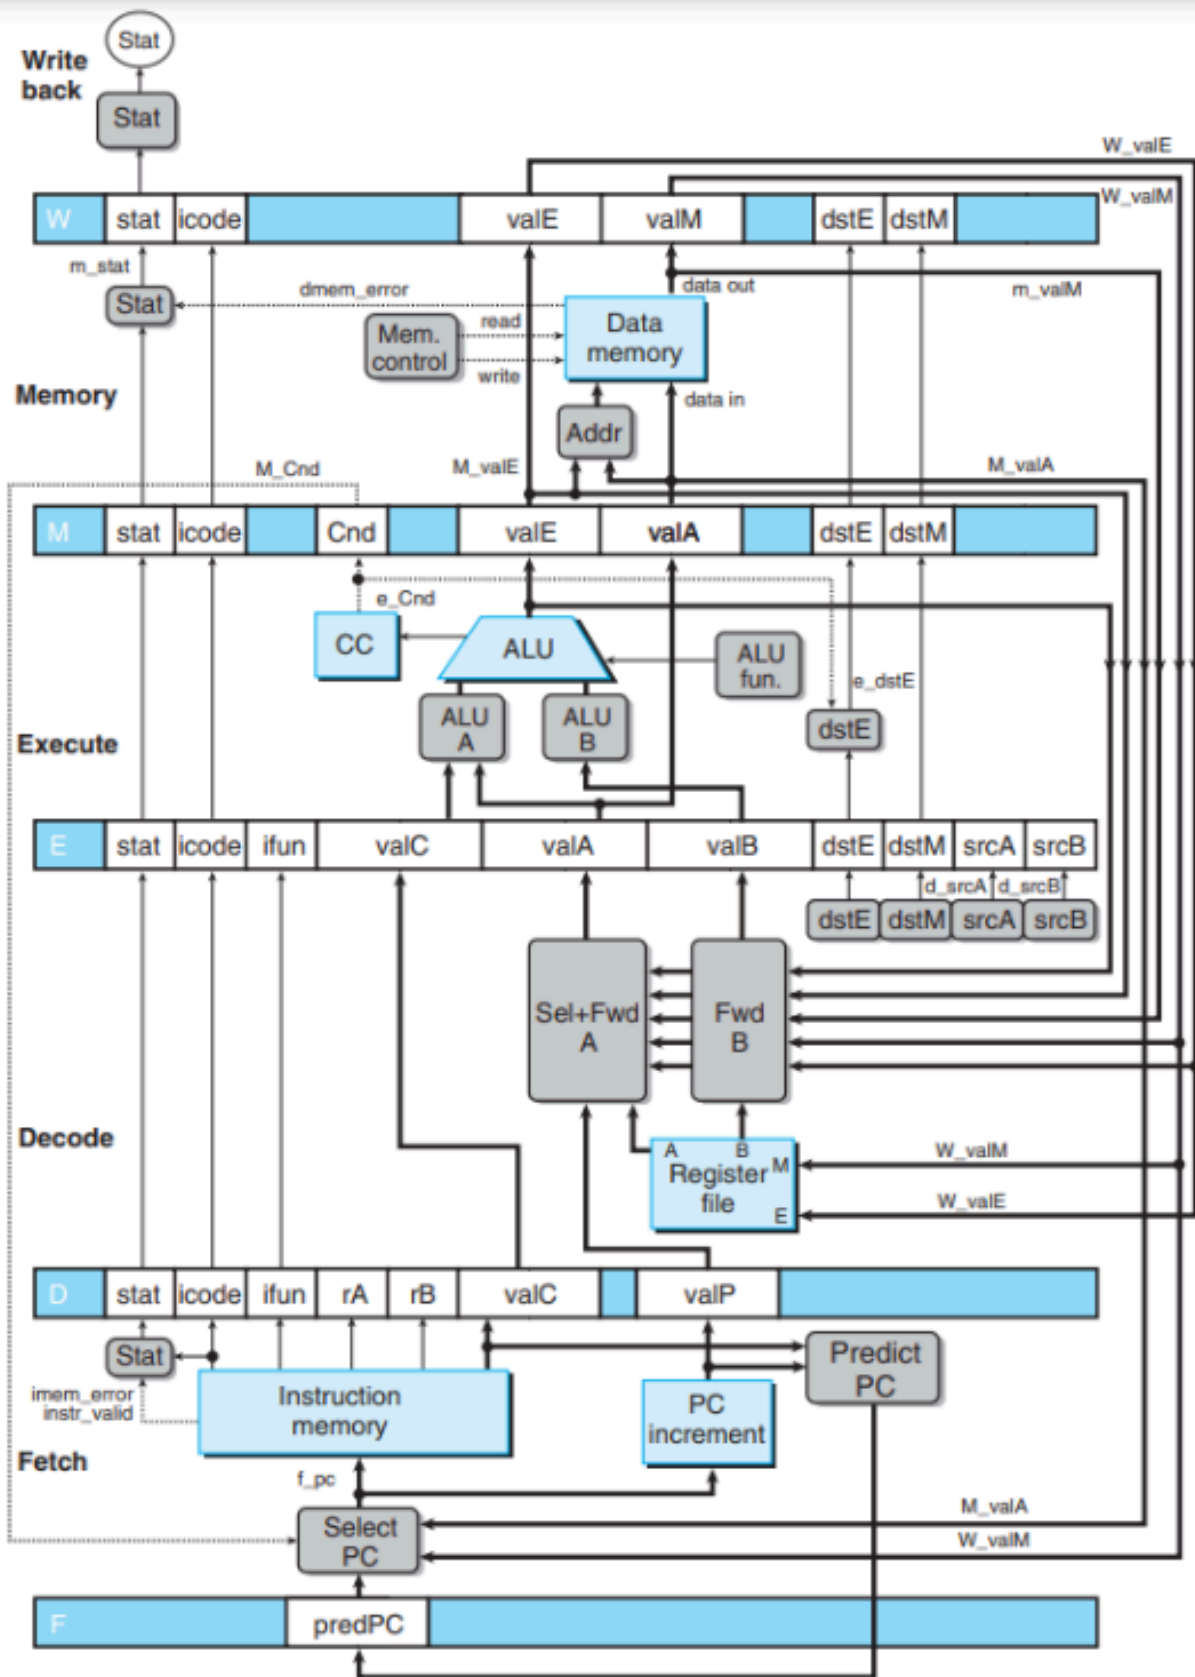 Stat
Write
back
Stat
W_valE
W stat icode valE valM dstE dstM
W_valM
m_stat
data out
m_valM
dmem_error
Stat
read
Mem.
control
write
Data
memory
Memory
data in
Addr
M_Cnd
M_valE
M_valA
M stat icode Cnd valE valA dstE dstM
e_Cnd
CC
ALU
ALU
fun.
e_dstE
ALU
A
ALU
B
dstE
Execute
E stat icode ifun valC valA valB dstE dstM srcA srcB
d_srcA d_srcB
dstE dstM srcA srcB
Sel+Fwd
A
Fwd
B
Decode
A B
W_valM
Register
file
M
E
W_valE
D stat icode ifun rA rB valC valP
Stat
Predict
PC
imem_error
instr_valid
Instruction
memory
PC
increment
Fetch
f_pc
M_valA
Select
PC
W_valM
F predPC